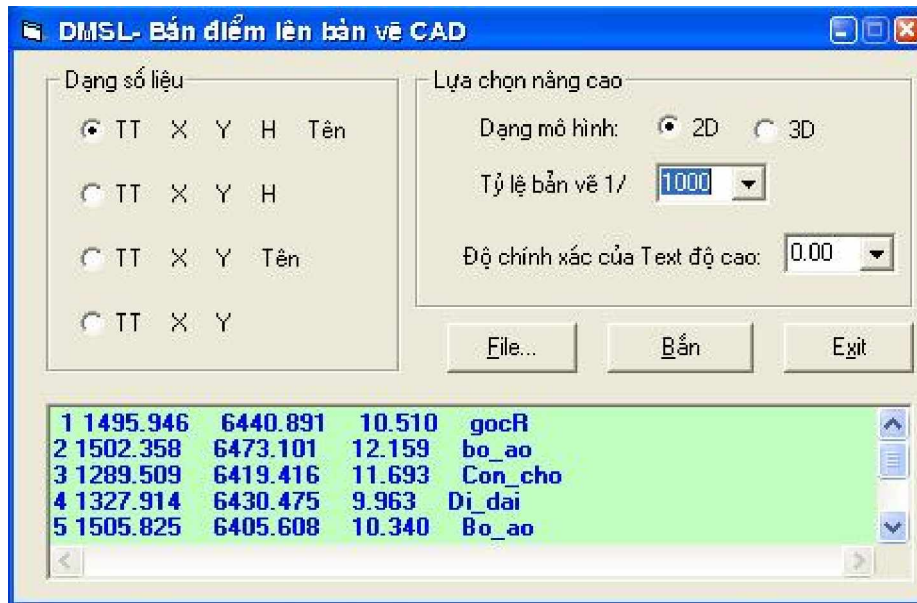 DMSL- Bắn điểm lên bản vẽ CAD
Dạng số liệu
TT X Y H Tên
TT X Y H
TT X Y Tên
TT X Y
Lựa chọn nâng cao
Dạng mô hình: 2D 3D
Tỷ lệ bản vẽ 1/ 1000
Độ chính xác của Text độ cao: 0.00
File... Bắn Exit
1 1495.946 6440.891 10.510 gocR
2 1502.358 6473.101 12.159 bo_ao
3 1289.509 6419.416 11.693 Con_cho
4 1327.914 6430.475 9.963 Di_dai
5 1505.825 6405.608 10.340 Bo_ao